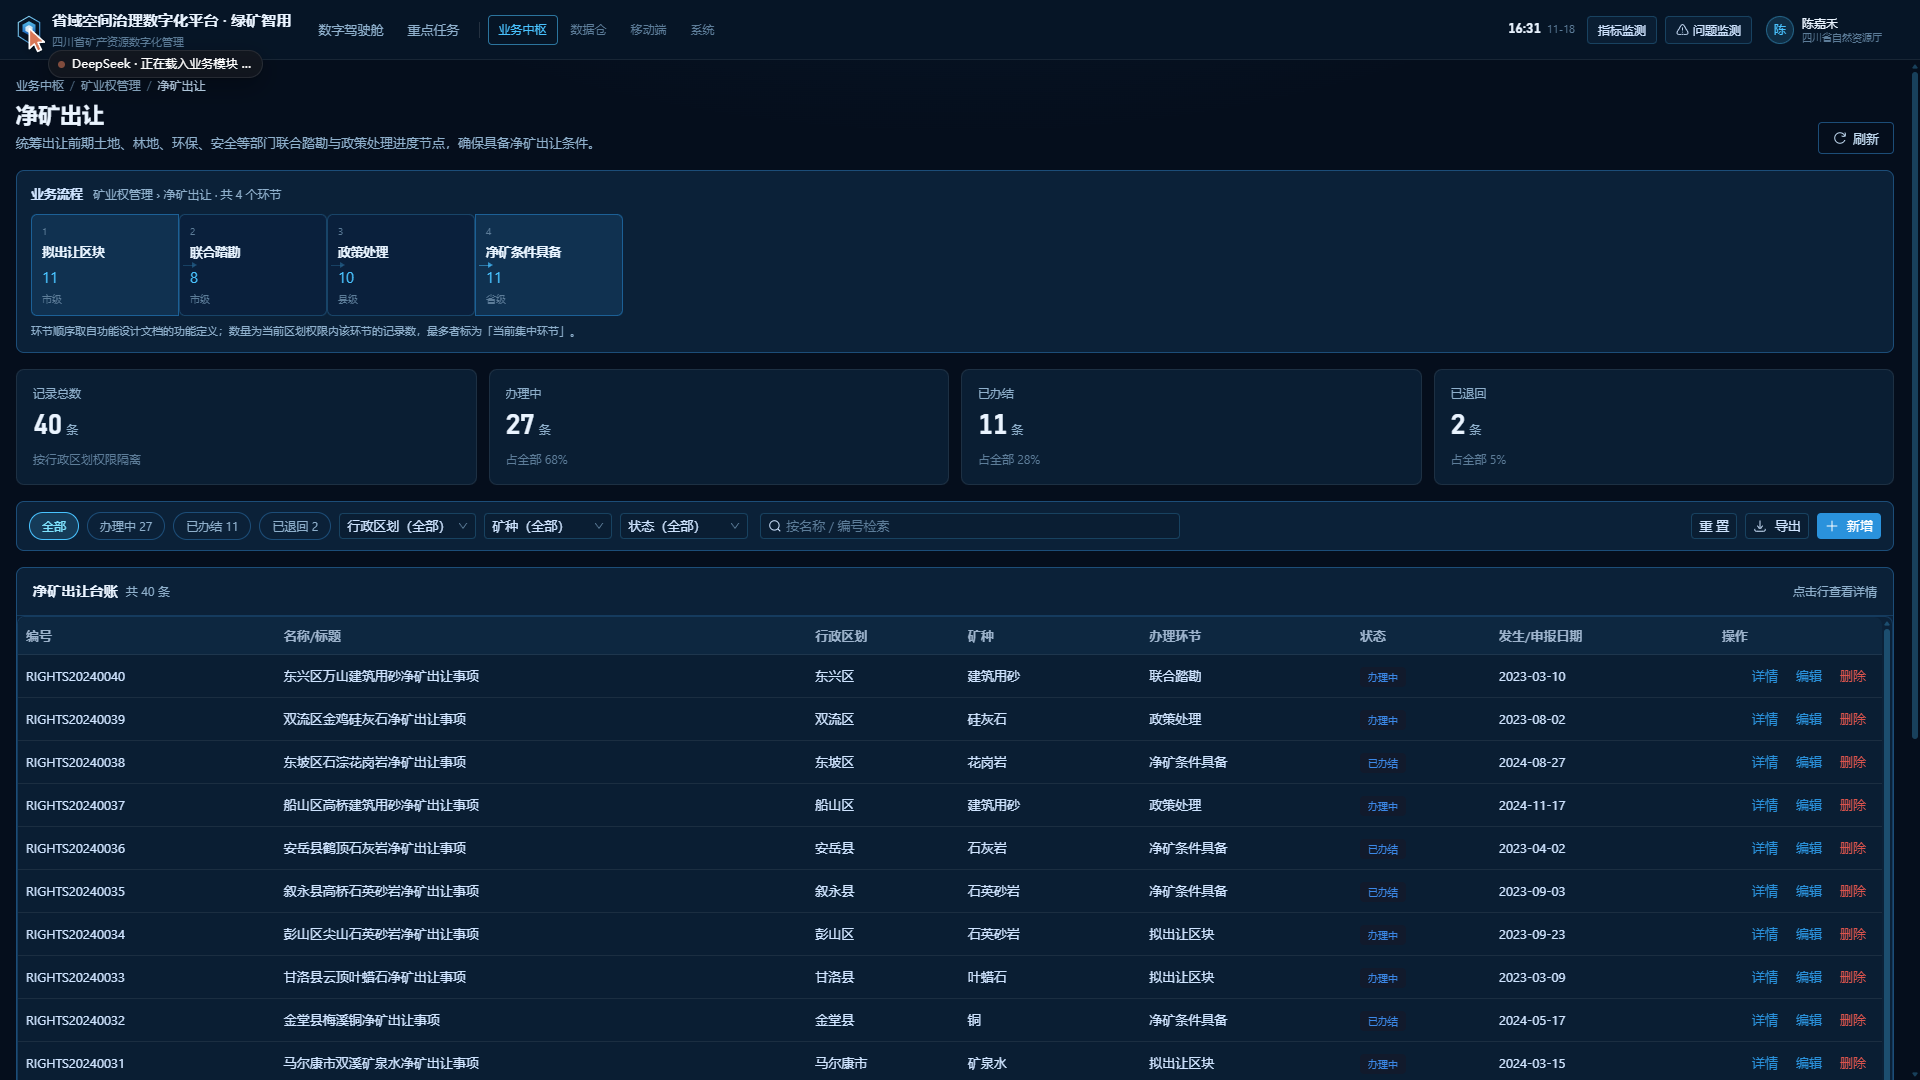 省域空间治理数字化平台 · 绿矿智用
四川省矿产资源数字化管理
数字驾驶舱 重点任务 业务中枢 数据仓 移动端 系统
16:31 11-18 指标监测 问题监测 陈 陈嘉禾
四川省自然资源厅
DeepSeek · 正在载入业务模块 ...
业务中枢 / 矿业权管理 / 净矿出让
净矿出让
统筹出让前期土地、林地、环保、安全等部门联合踏勘与政策处理进度节点，确保具备净矿出让条件。
刷新
业务流程 矿业权管理 › 净矿出让 · 共 4 个环节
1 2 3 4
拟出让区块 联合踏勘 政策处理 净矿条件具备
11 8 10 11
市级 市级 县级 省级
环节顺序取自功能设计文档的功能定义；数量为当前区划权限内该环节的记录数，最多者标为「当前集中环节」。
记录总数 办理中 已办结 已退回
40 条 27 条 11 条 2 条
按行政区划权限隔离 占全部 68% 占全部 28% 占全部 5%
全部 办理中 27 已办结 11 已退回 2 行政区划（全部） 矿种（全部） 状态（全部） 按名称 / 编号检索 重 置 导出 新增
净矿出让台账 共 40 条 点击行查看详情
编号 名称/标题 行政区划 矿种 办理环节 状态 发生/申报日期 操作
RIGHTS20240040 东兴区万山建筑用砂净矿出让事项 东兴区 建筑用砂 联合踏勘 办理中 2023-03-10 详情 编辑 删除
RIGHTS20240039 双流区金鸡硅灰石净矿出让事项 双流区 硅灰石 政策处理 办理中 2023-08-02 详情 编辑 删除
RIGHTS20240038 东坡区石淙花岗岩净矿出让事项 东坡区 花岗岩 净矿条件具备 已办结 2024-08-27 详情 编辑 删除
RIGHTS20240037 船山区高桥建筑用砂净矿出让事项 船山区 建筑用砂 政策处理 办理中 2024-11-17 详情 编辑 删除
RIGHTS20240036 安岳县鹤顶石灰岩净矿出让事项 安岳县 石灰岩 净矿条件具备 已办结 2023-04-02 详情 编辑 删除
RIGHTS20240035 叙永县高桥石英砂岩净矿出让事项 叙永县 石英砂岩 净矿条件具备 已办结 2023-09-03 详情 编辑 删除
RIGHTS20240034 彭山区尖山石英砂岩净矿出让事项 彭山区 石英砂岩 拟出让区块 办理中 2023-09-23 详情 编辑 删除
RIGHTS20240033 甘洛县云顶叶蜡石净矿出让事项 甘洛县 叶蜡石 拟出让区块 办理中 2023-03-09 详情 编辑 删除
RIGHTS20240032 金堂县梅溪铜净矿出让事项 金堂县 铜 净矿条件具备 已办结 2024-05-17 详情 编辑 删除
RIGHTS20240031 马尔康市双溪矿泉水净矿出让事项 马尔康市 矿泉水 拟出让区块 办理中 2024-03-15 详情 编辑 删除